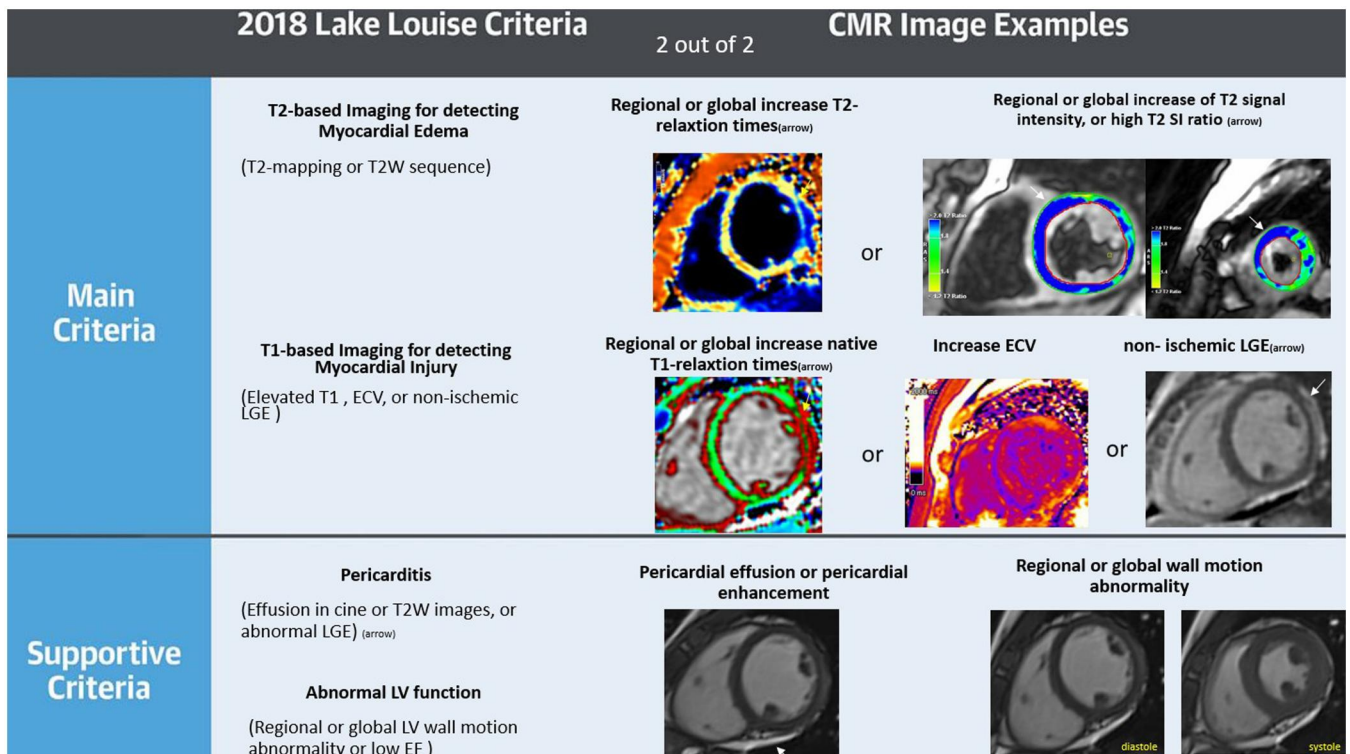 2018 Lake Louise Criteria
2 out of 2
CMR Image Examples
Main
Criteria
T2-based Imaging for detecting
Myocardial Edema
(T2-mapping or T2W sequence)
Regional or global increase T2-
relaxtion times(arrow)
or
Regional or global increase of T2 signal
intensity, or high T2 SI ratio (arrow)
T1-based Imaging for detecting
Myocardial Injury
(Elevated T1 , ECV, or non-ischemic
LGE )
Regional or global increase native
T1-relaxtion times(arrow)
or
Increase ECV
0 ms
or
non- ischemic LGE(arrow)
Supportive
Criteria
Pericarditis
(Effusion in cine or T2W images, or
abnormal LGE) (arrow)
Abnormal LV function
(Regional or global LV wall motion
abnormality or low EF )
Pericardial effusion or pericardial
enhancement
Regional or global wall motion
abnormality
diastole
systole